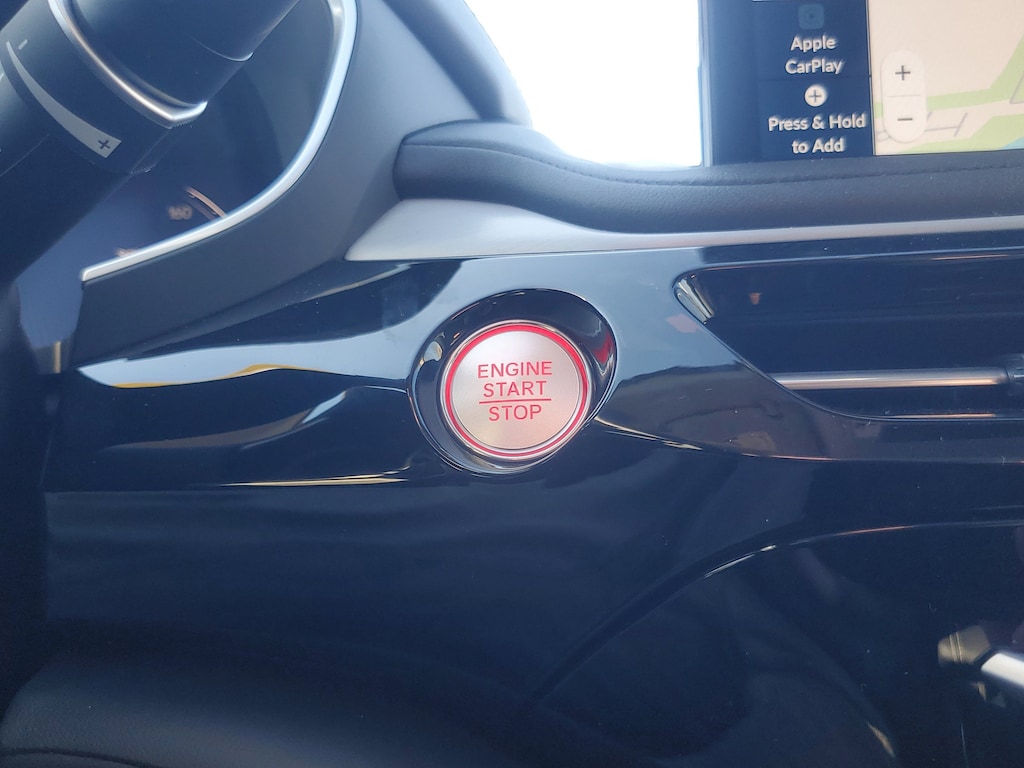 Apple
CarPlay
+
Press & Hold
to Add
+
−
-
+
160
ENGINE
START
STOP